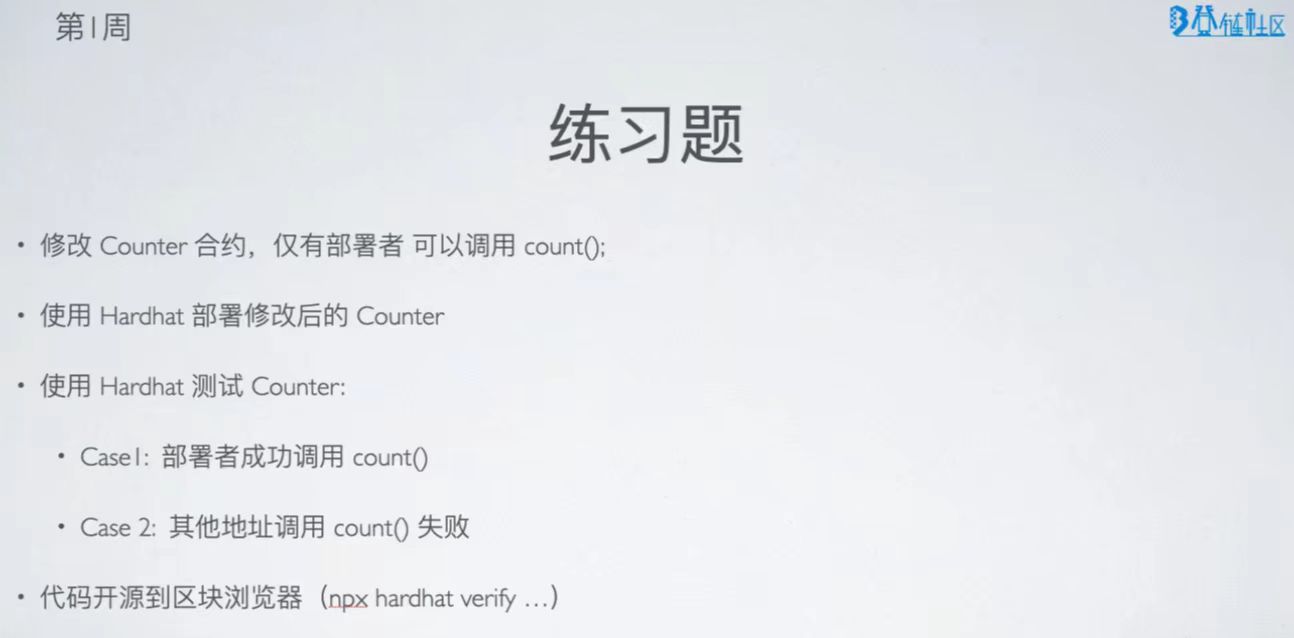 第1周
登链社区
练习题
• 修改 Counter 合约，仅有部署者 可以调用 count();
• 使用 Hardhat 部署修改后的 Counter
• 使用 Hardhat 测试 Counter:
• Case1: 部署者成功调用 count()
• Case 2: 其他地址调用 count() 失败
• 代码开源到区块浏览器（npx hardhat verify …）